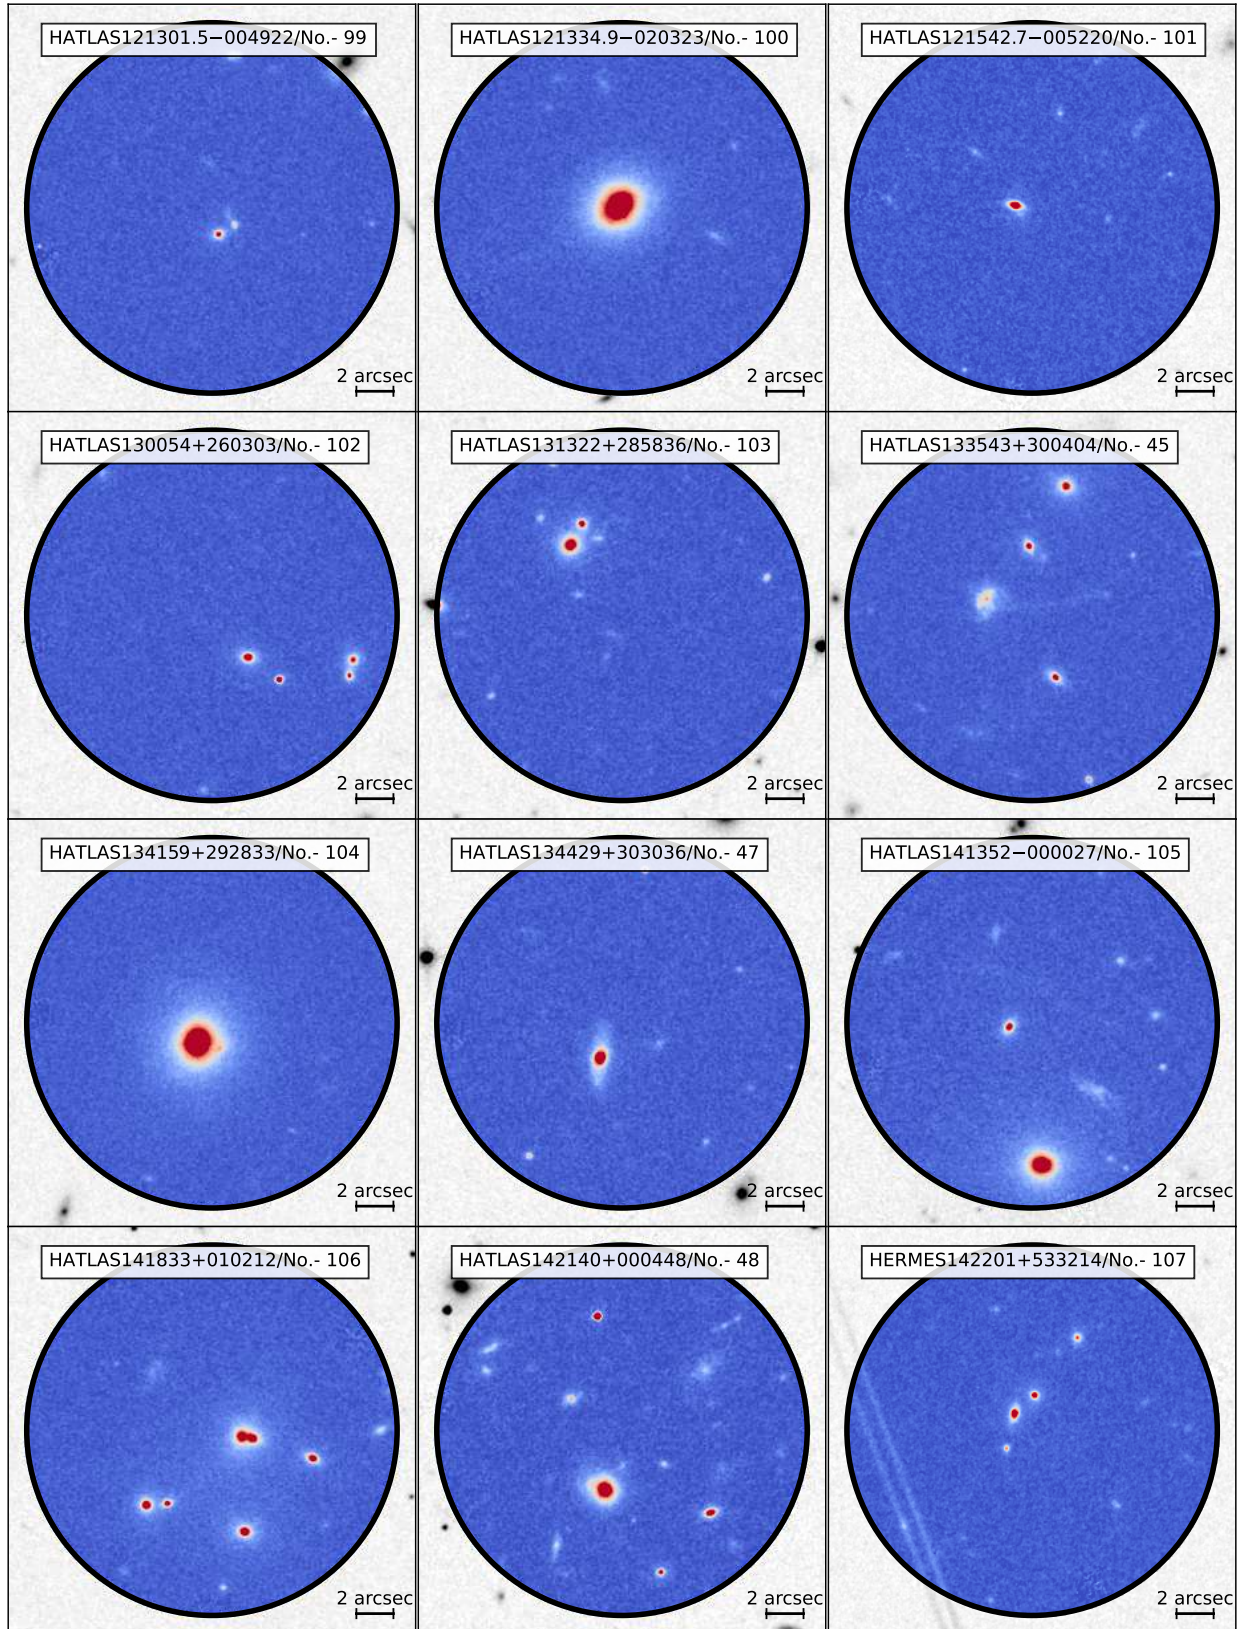 HATLAS121301.5−004922/No.- 99
2 arcsec
HATLAS121334.9−020323/No.- 100
2 arcsec
HATLAS121542.7−005220/No.- 101
2 arcsec
HATLAS130054+260303/No.- 102
2 arcsec
HATLAS131322+285836/No.- 103
2 arcsec
HATLAS133543+300404/No.- 45
2 arcsec
HATLAS134159+292833/No.- 104
2 arcsec
HATLAS134429+303036/No.- 47
2 arcsec
HATLAS141352−000027/No.- 105
2 arcsec
HATLAS141833+010212/No.- 106
2 arcsec
HATLAS142140+000448/No.- 48
2 arcsec
HERMES142201+533214/No.- 107
2 arcsec